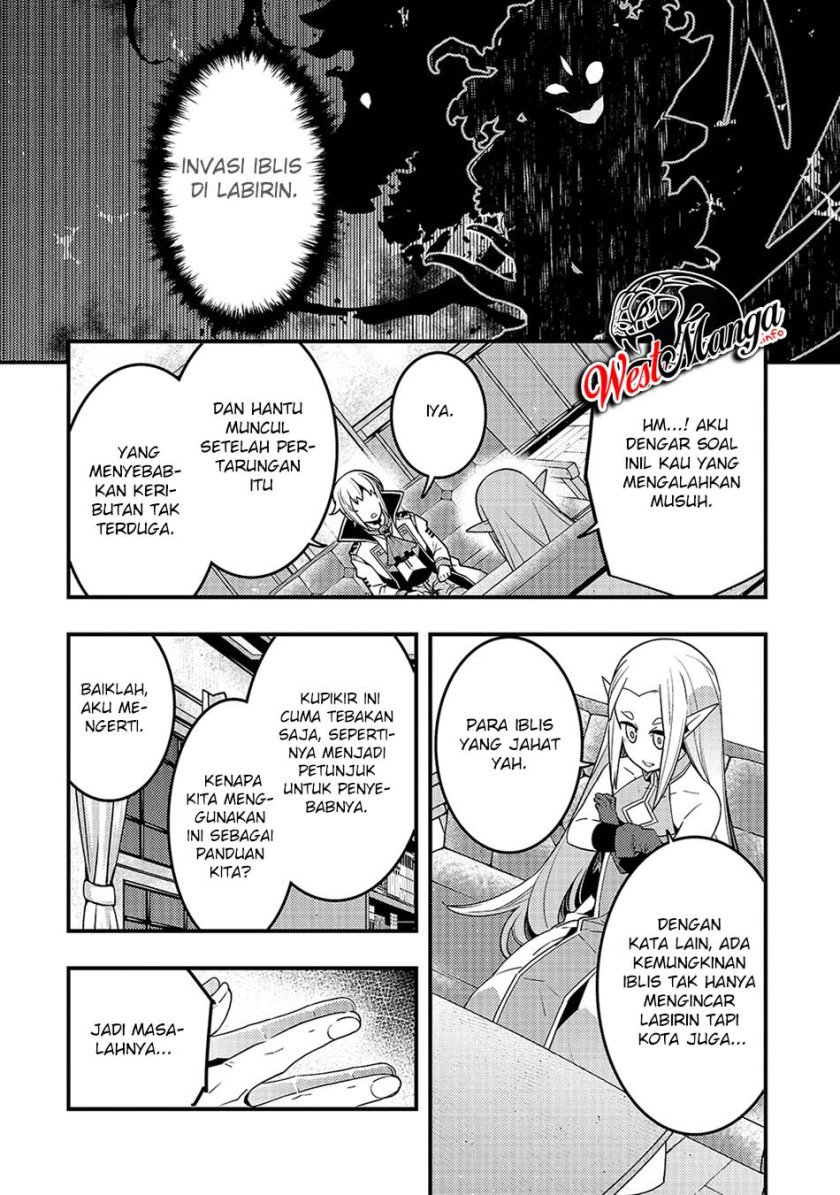 INVASI IBLIS
DI LABIRIN.
WestManga
.info
HM...! AKU
DENGAR SOAL
INI! KAU YANG
MENGALAHKAN
MUSUH.
IYA.
DAN HANTU
MUNCUL
SETELAH PER-
TARUNGAN
ITU
YANG
MENYEBAB-
KAN KERI-
BUTAN TAK
TERDUGA.
PARA IBLIS
YANG JAHAT
YAH.
DENGAN
KATA LAIN, ADA
KEMUNGKINAN
IBLIS TAK HANYA
MENGINCAR
LABIRIN TAPI
KOTA JUGA...
KUPIKIR INI
CUMA TEBAKAN
SAJA, SEPERTI-
NYA MENJADI
PETUNJUK
UNTUK PENYE-
BABNYA.
KENAPA
KITA MENG-
GUNAKAN
INI SEBAGAI
PANDUAN
KITA?
BAIKLAH,
AKU ME-
NGERTI.
JADI MASA-
LAHNYA...